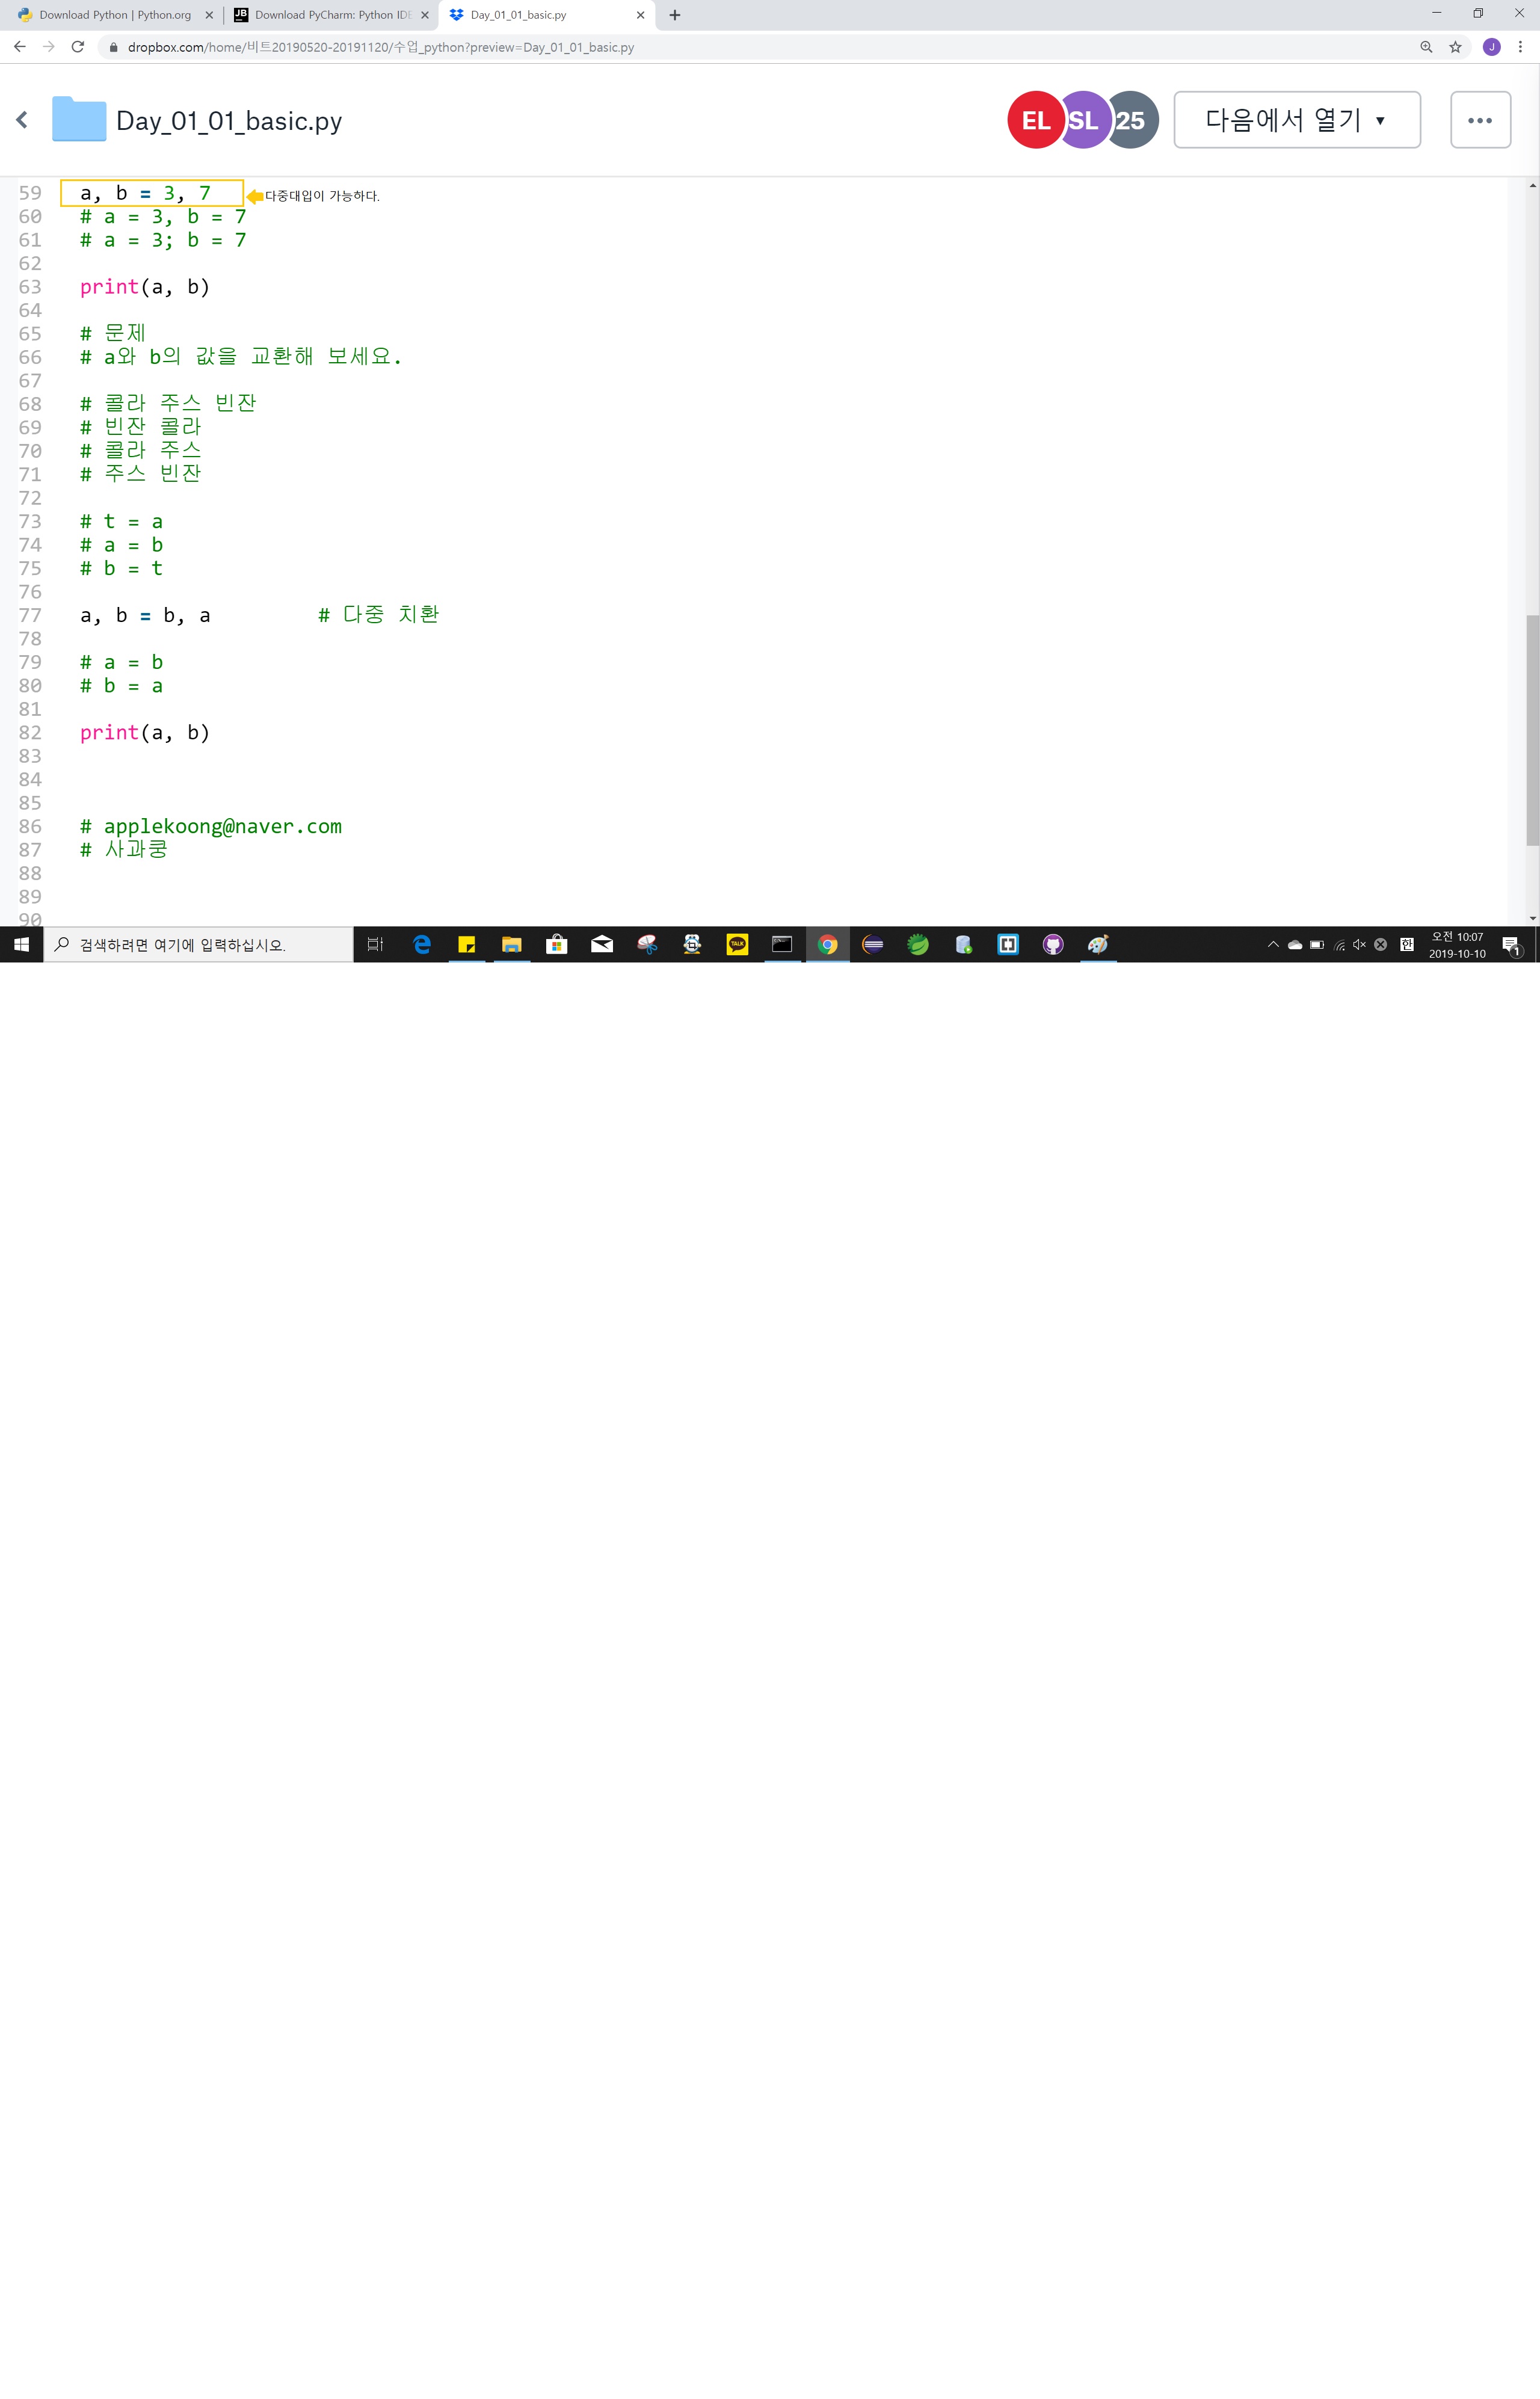 Download Python | Python.org
Download PyCharm: Python IDE
Day_01_01_basic.py
dropbox.com/home/비트20190520-20191120/수업_python?preview=Day_01_01_basic.py
J
Day_01_01_basic.py
EL SL 25
다음에서 열기
59 a, b = 3, 7 다중대입이 가능하다.
60 # a = 3, b = 7
61 # a = 3; b = 7
62
63 print(a, b)
64
65 # 문제
66 # a와 b의 값을 교환해 보세요.
67
68 # 콜라 주스 빈잔
69 # 빈잔 콜라
70 # 콜라 주스
71 # 주스 빈잔
72
73 # t = a
74 # a = b
75 # b = t
76
77 a, b = b, a # 다중 치환
78
79 # a = b
80 # b = a
81
82 print(a, b)
83
84
85
86 # applekoong@naver.com
87 # 사과쿵
88
89
90
검색하려면 여기에 입력하십시오.
TALK
한
오전 10:07
2019-10-10
1